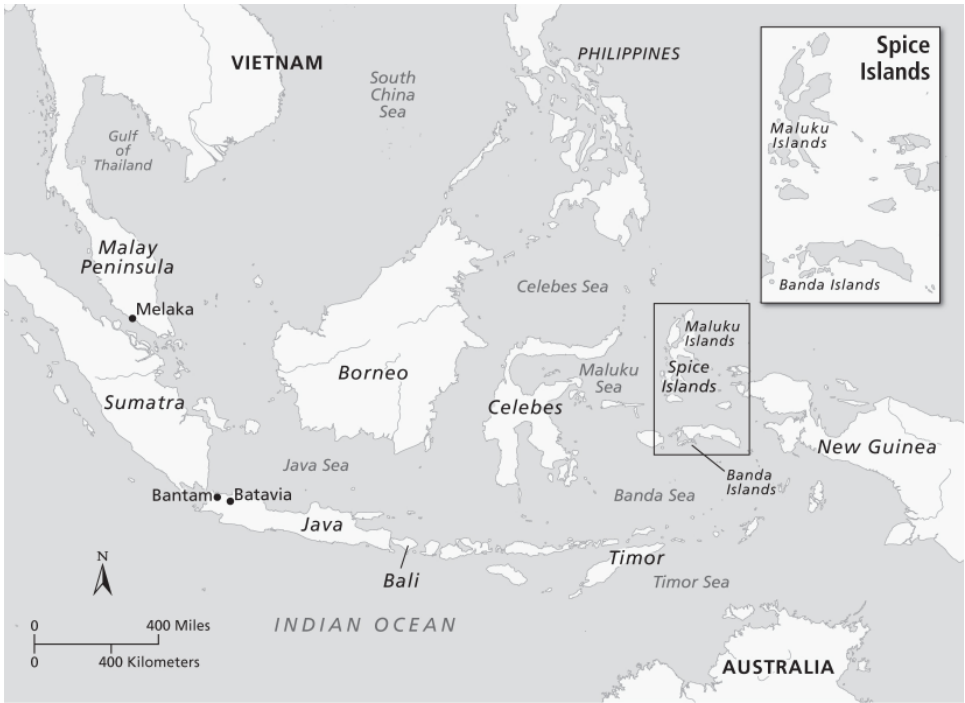 VIETNAM
PHILIPPINES
South
China
Sea
Gulf
of
Thailand
Spice
Islands
Maluku
Islands
Banda Islands
Malay
Peninsula
Melaka
Celebes Sea
Maluku
Islands
Spice
Islands
Maluku
Sea
Borneo
Sumatra
Celebes
New Guinea
Java Sea
Banda
Islands
Banda Sea
Bantam
Batavia
Java
Bali
Timor
Timor Sea
N
INDIAN OCEAN
0
400 Miles
0
400 Kilometers
AUSTRALIA